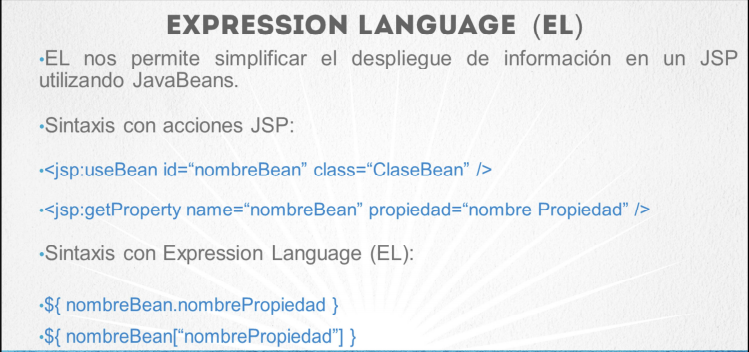 EXPRESSION LANGUAGE (EL)
•EL nos permite simplificar el despliegue de información en un JSP
utilizando JavaBeans.
•Sintaxis con acciones JSP:
•<jsp:useBean id=“nombreBean” class=“ClaseBean” />
•<jsp:getProperty name=“nombreBean” propiedad=“nombre Propiedad” />
•Sintaxis con Expression Language (EL):
•${ nombreBean.nombrePropiedad }
•${ nombreBean[“nombrePropiedad”] }